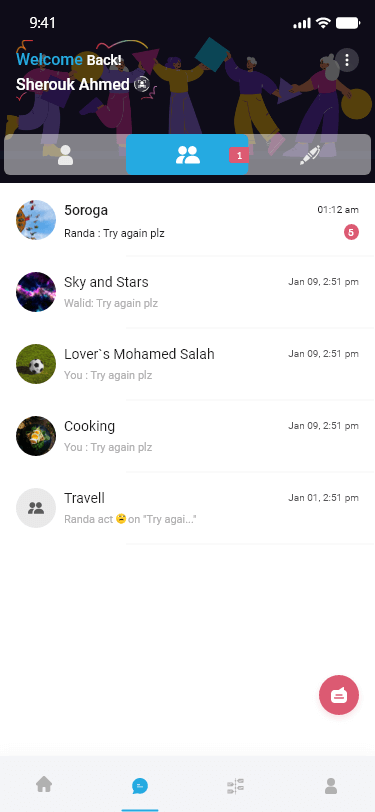 9:41
Welcome Back!
Sherouk Ahmed
1
5oroga
01:12 am
Randa : Try again plz
5
Sky and Stars
Jan 09, 2:51 pm
Walid: Try again plz
Lover`s Mohamed Salah
Jan 09, 2:51 pm
You : Try again plz
Cooking
Jan 09, 2:51 pm
You : Try again plz
Travell
Jan 01, 2:51 pm
Randa act 😫 on "Try agai..."